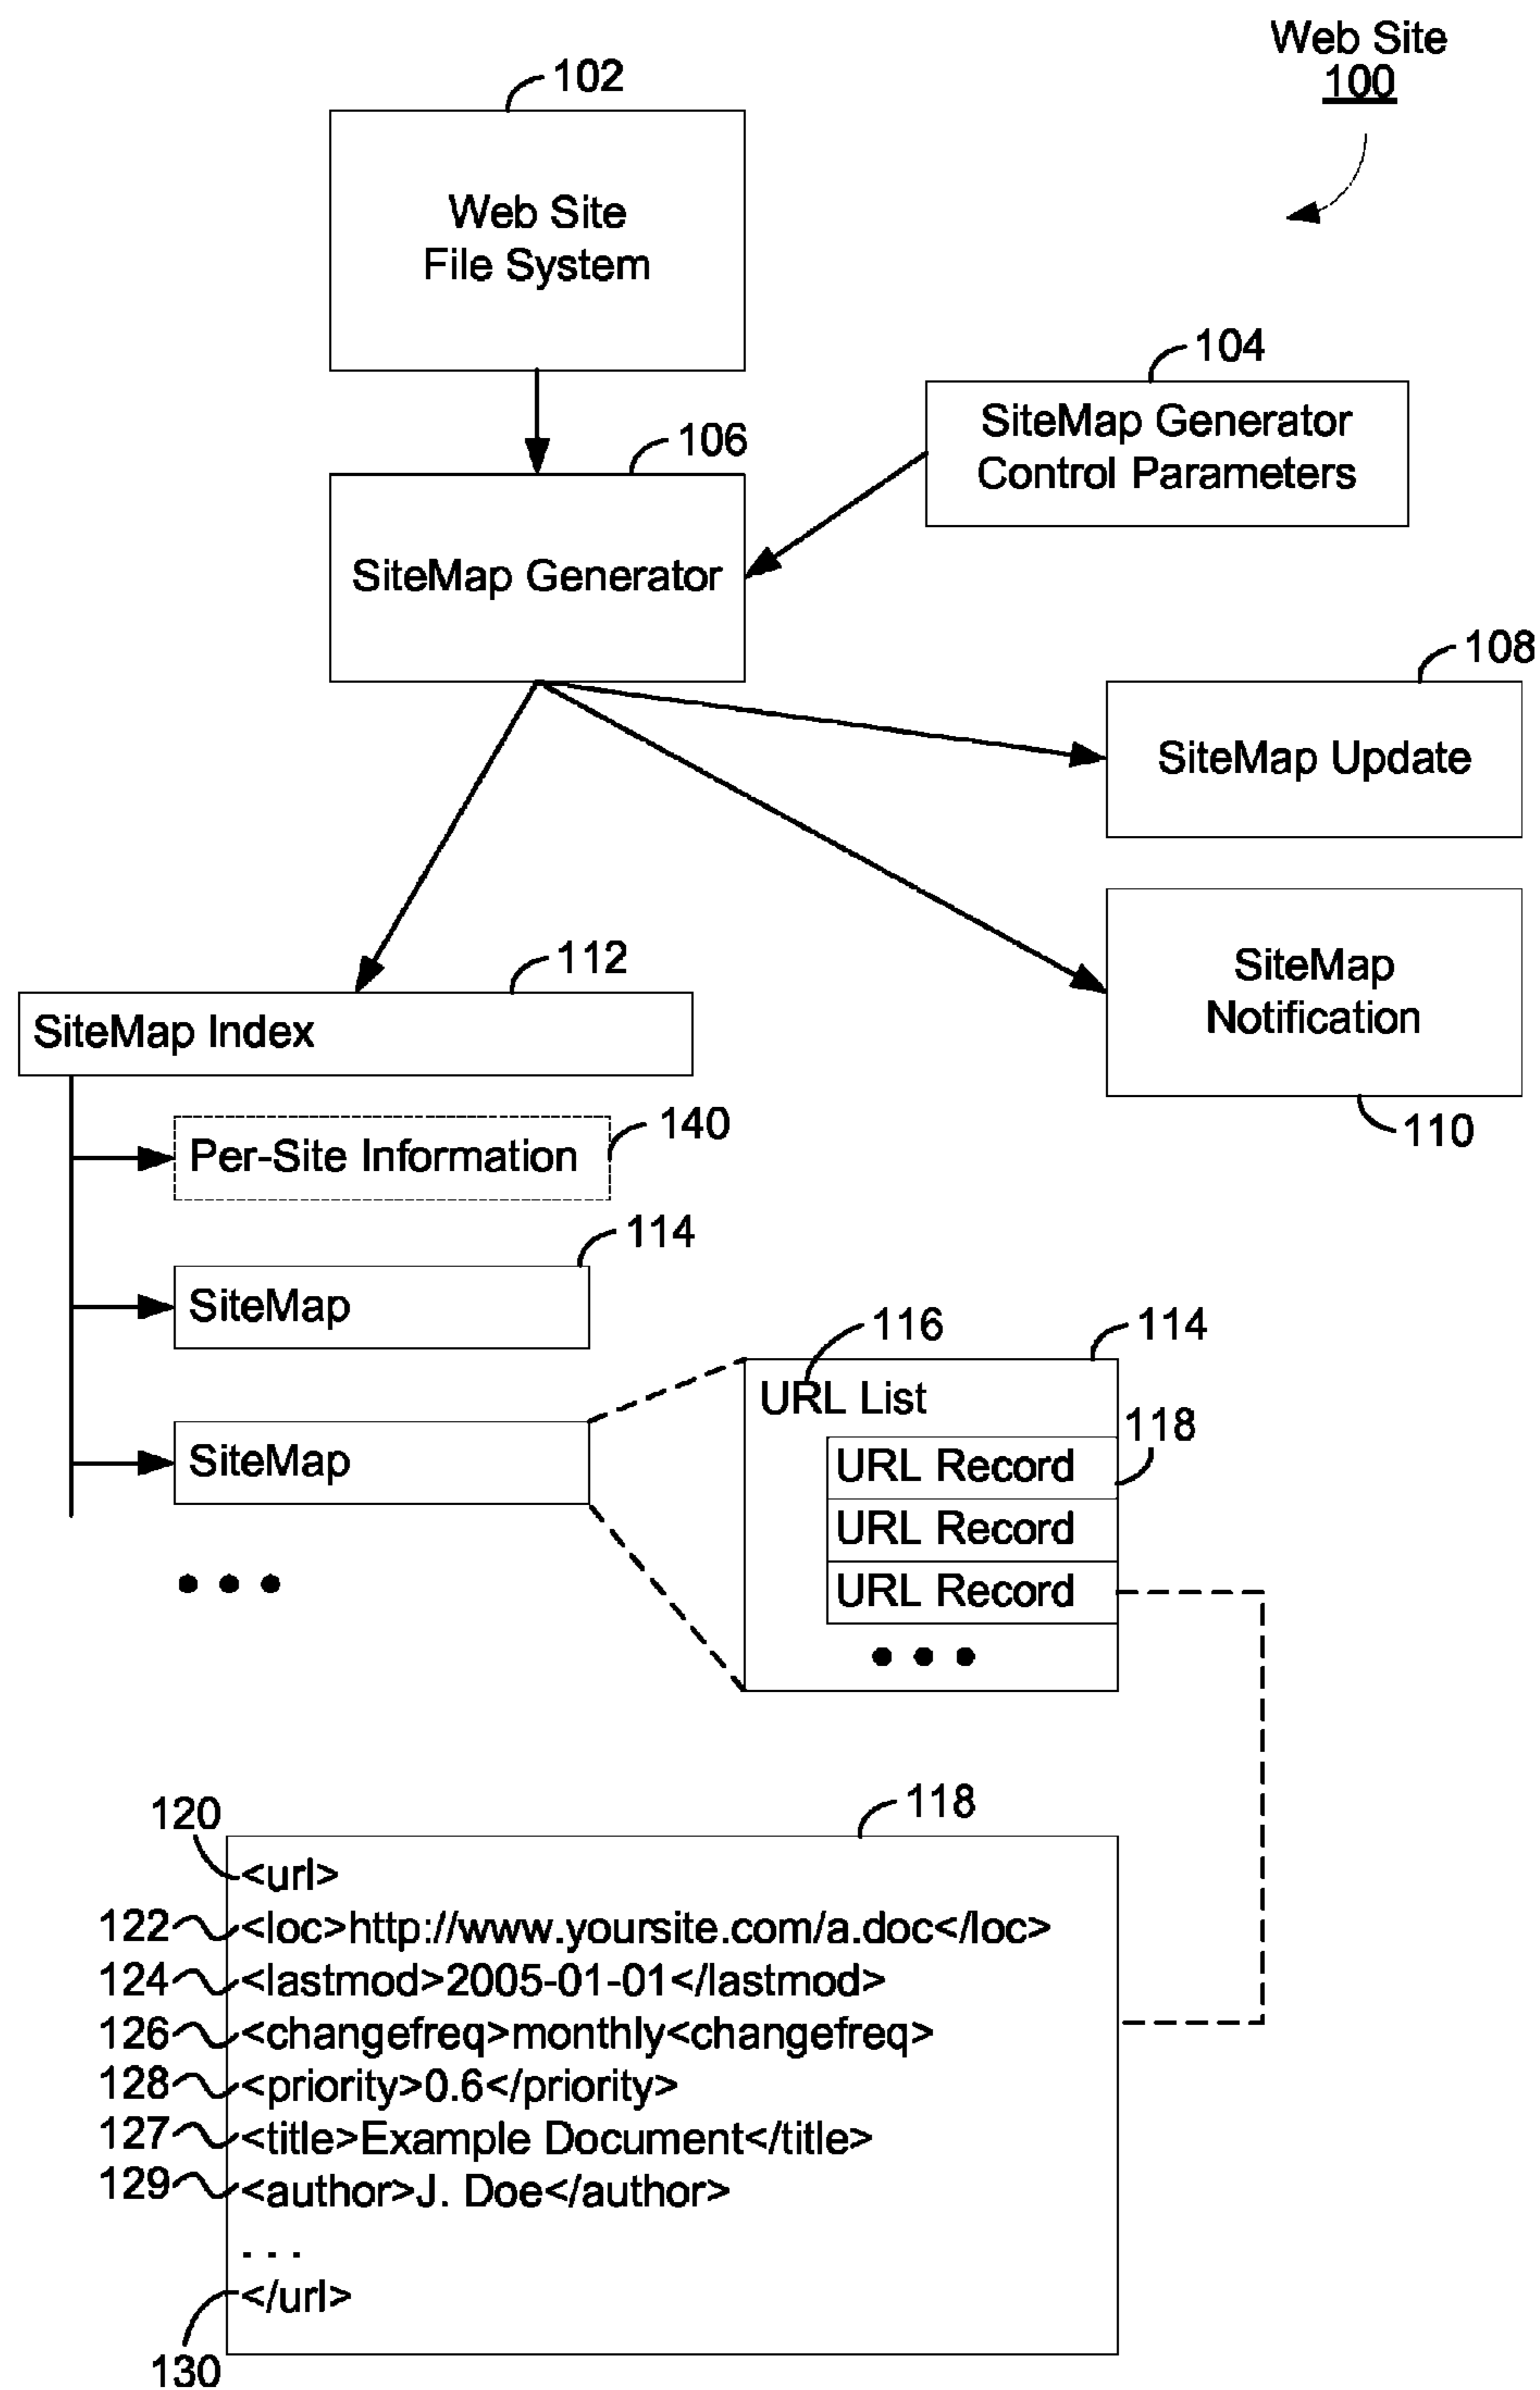 Web Site
100
102
Web Site
File System
104
SiteMap Generator
Control Parameters
106
SiteMap Generator
108
SiteMap Update
SiteMap
Notification
110
112
SiteMap Index
Per-Site Information
140
114
SiteMap
SiteMap
116
114
URL List
118
URL Record
URL Record
URL Record
118
120
<url>
122
<loc>http://www.yoursite.com/a.doc</loc>
124
<lastmod>2005-01-01</lastmod>
126
<changefreq>monthly<changefreq>
128
<priority>0.6</priority>
127
<title>Example Document</title>
129
<author>J. Doe</author>
. . .
</url>
130